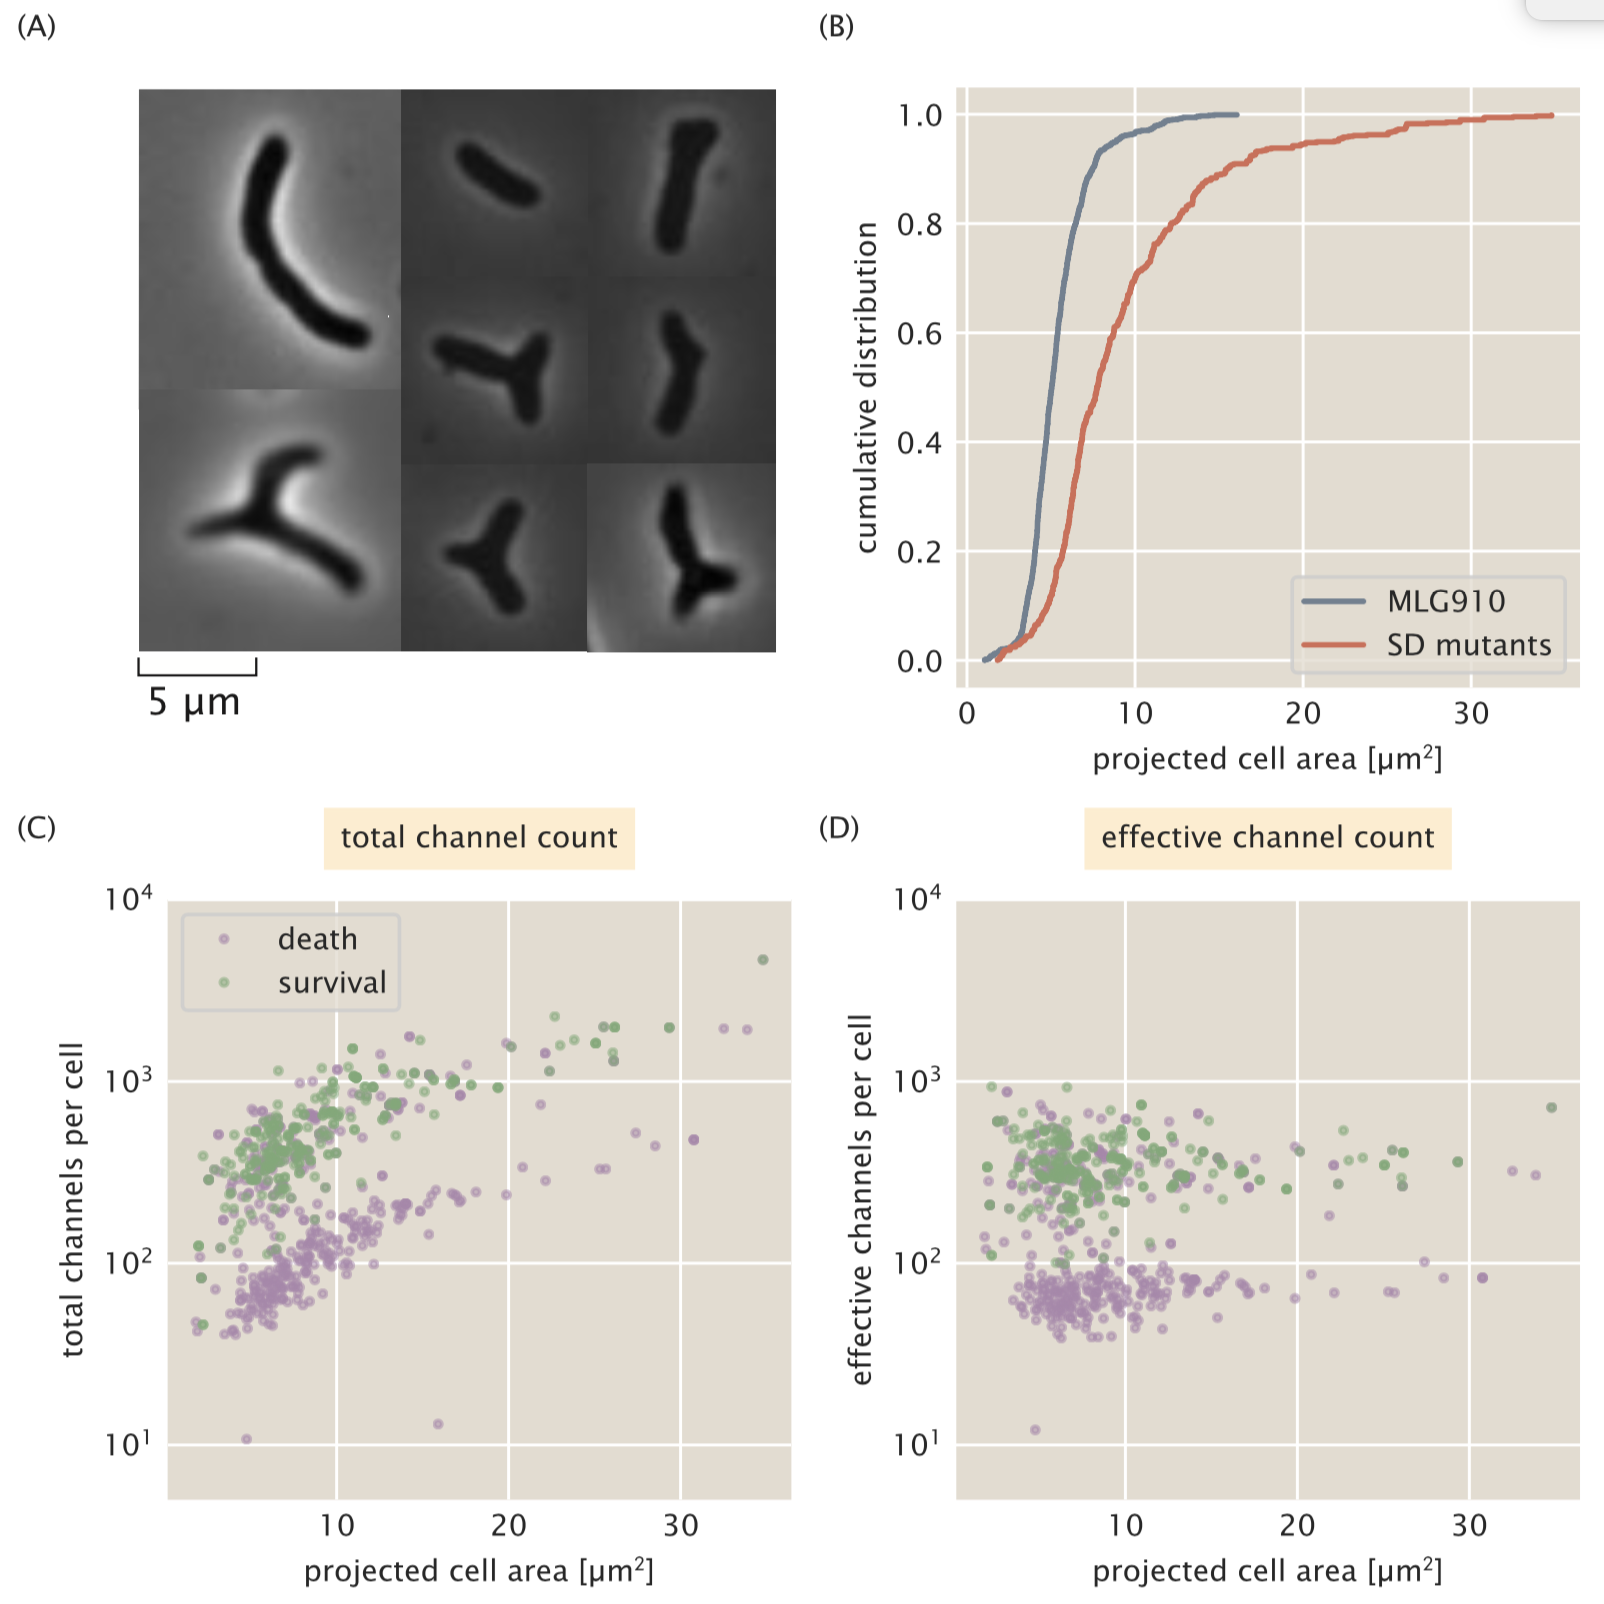 (A)
5 μm
(B)
1.0
0.8
0.6
0.4
0.2
0.0
cumulative distribution
MLG910
SD mutants
0 10 20 30
projected cell area [μm²]
(C)
total channel count
10⁴
10³
10²
10¹
total channels per cell
death
survival
10 20 30
projected cell area [μm²]
(D)
effective channel count
10⁴
10³
10²
10¹
effective channels per cell
10 20 30
projected cell area [μm²]